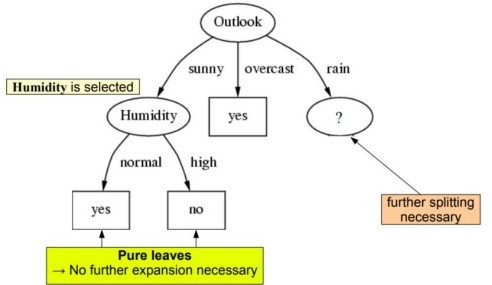 Outlook
sunny
overcast
rain
Humidity is selected
Humidity
yes
?
normal
high
yes
no
further splitting
necessary
Pure leaves
→ No further expansion necessary